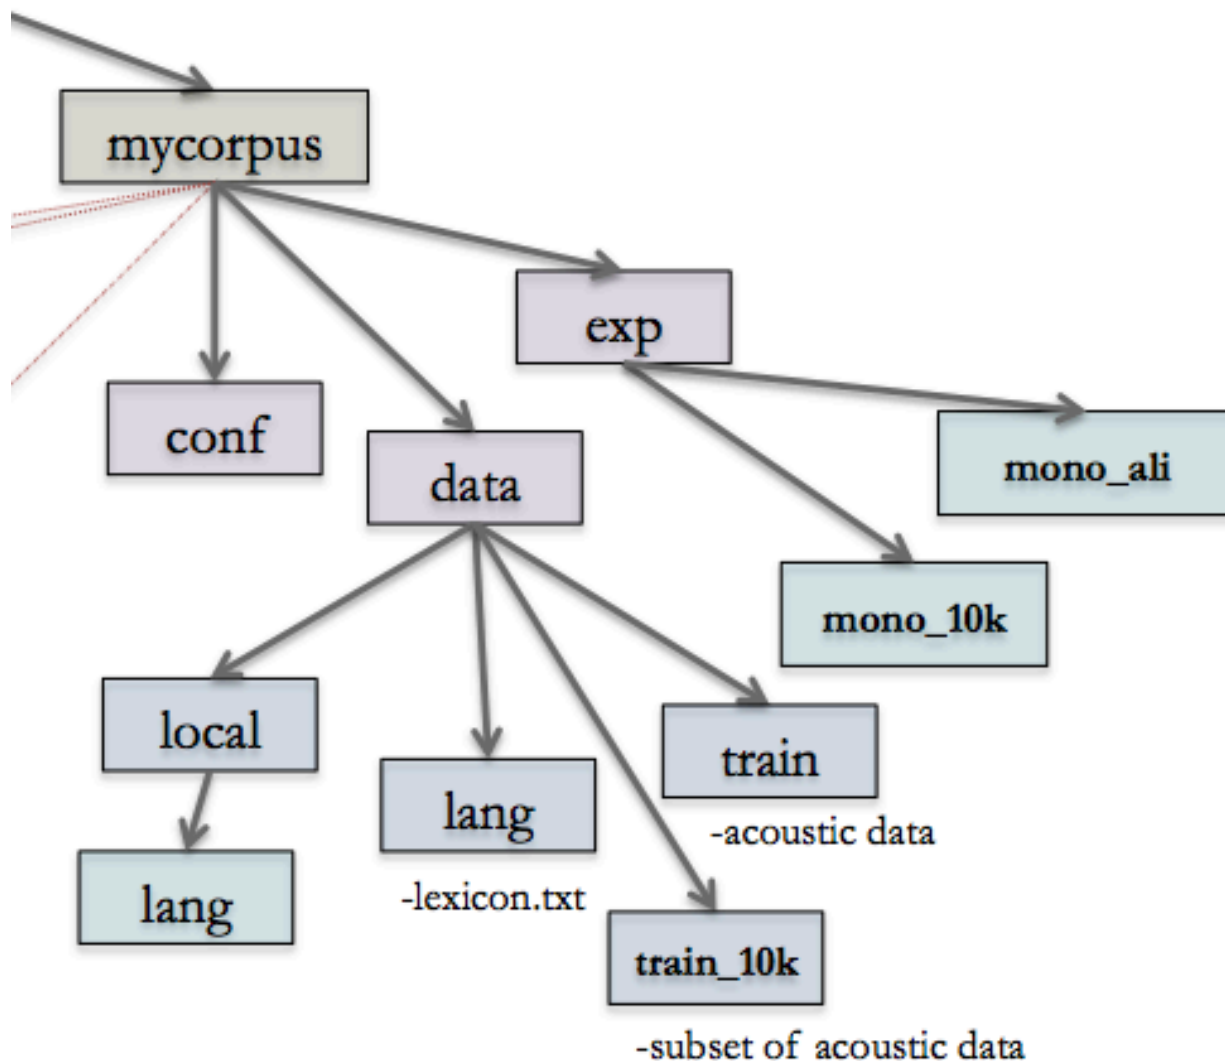 mycorpus
exp
conf
mono_ali
data
mono_10k
local
train
lang
-acoustic data
-lexicon.txt
lang
train_10k
-subset of acoustic data